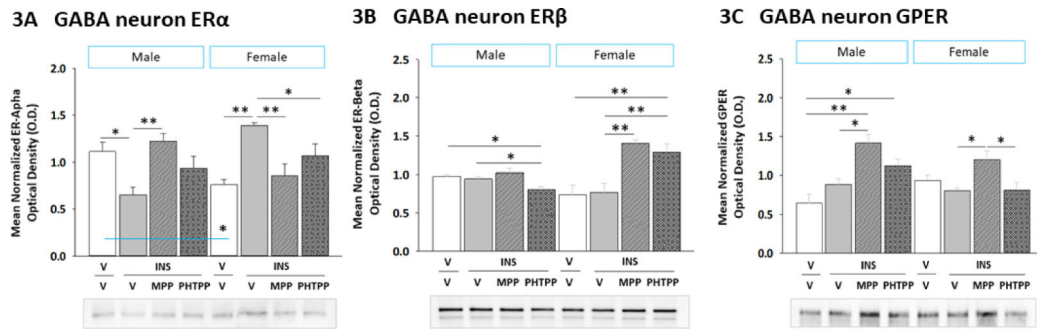 3A GABA neuron ERα
Male Female
Mean Normalized ER-Alpha
Optical Density (O.D.)
2.0
1.5
1.0
0.5
0.0
* ** ** ** *
*
V INS V INS
V V MPP PHTPP V V MPP PHTPP
3B GABA neuron ERβ
Male Female
Mean Normalized ER-Beta
Optical Density (O.D.)
2.5
2.0
1.5
1.0
0.5
0.0
* * ** ** **
V INS V INS
V V MPP PHTPP V V MPP PHTPP
3C GABA neuron GPER
Male Female
Mean Normalized GPER
Optical Density (O.D.)
2.5
2.0
1.5
1.0
0.5
0.0
* ** * * *
V INS V INS
V V MPP PHTPP V V MPP PHTPP